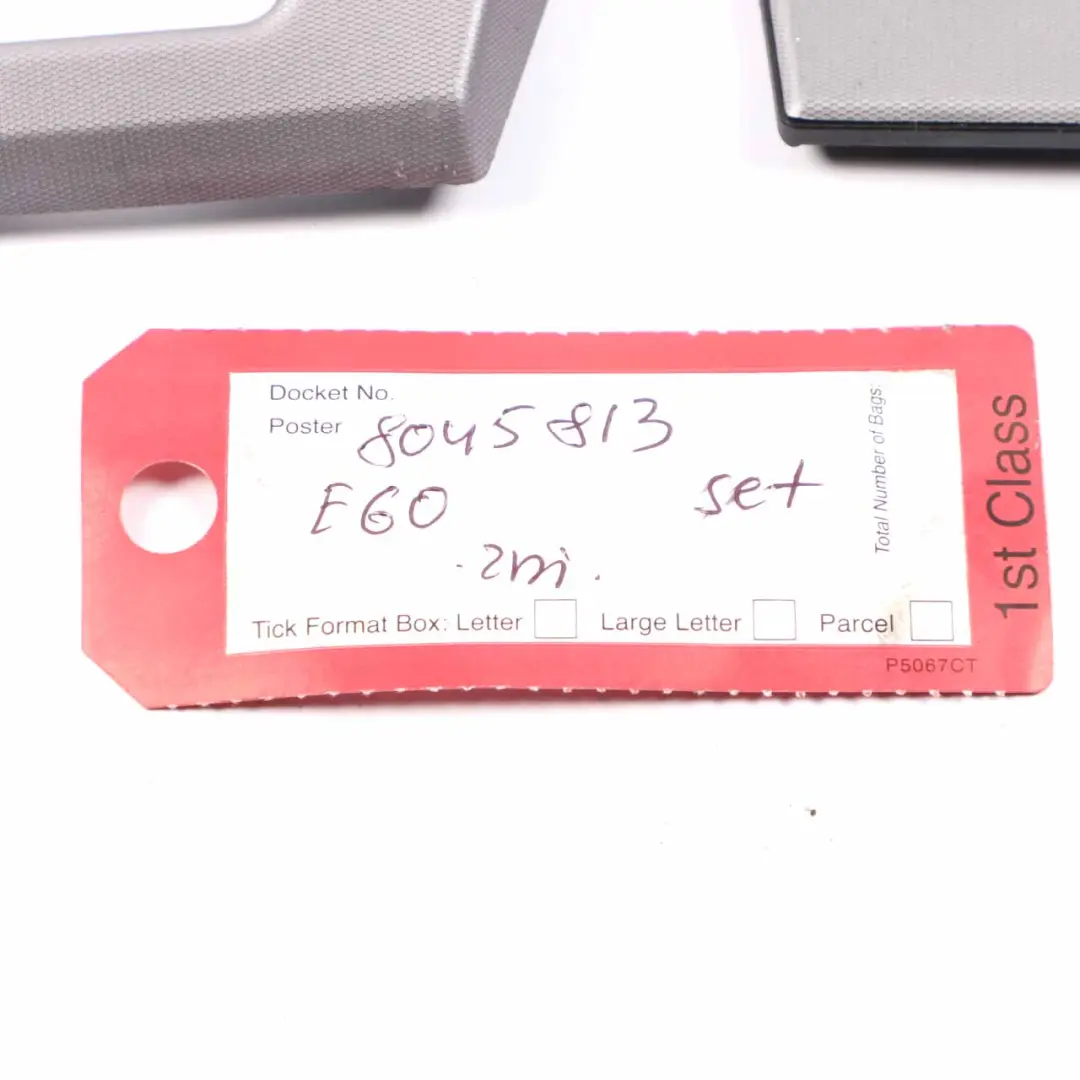 Docket No.
Poster 8045813
E60 set
Total Number of Bags:
1st Class
Tick Format Box: Letter Large Letter Parcel
P5067CT